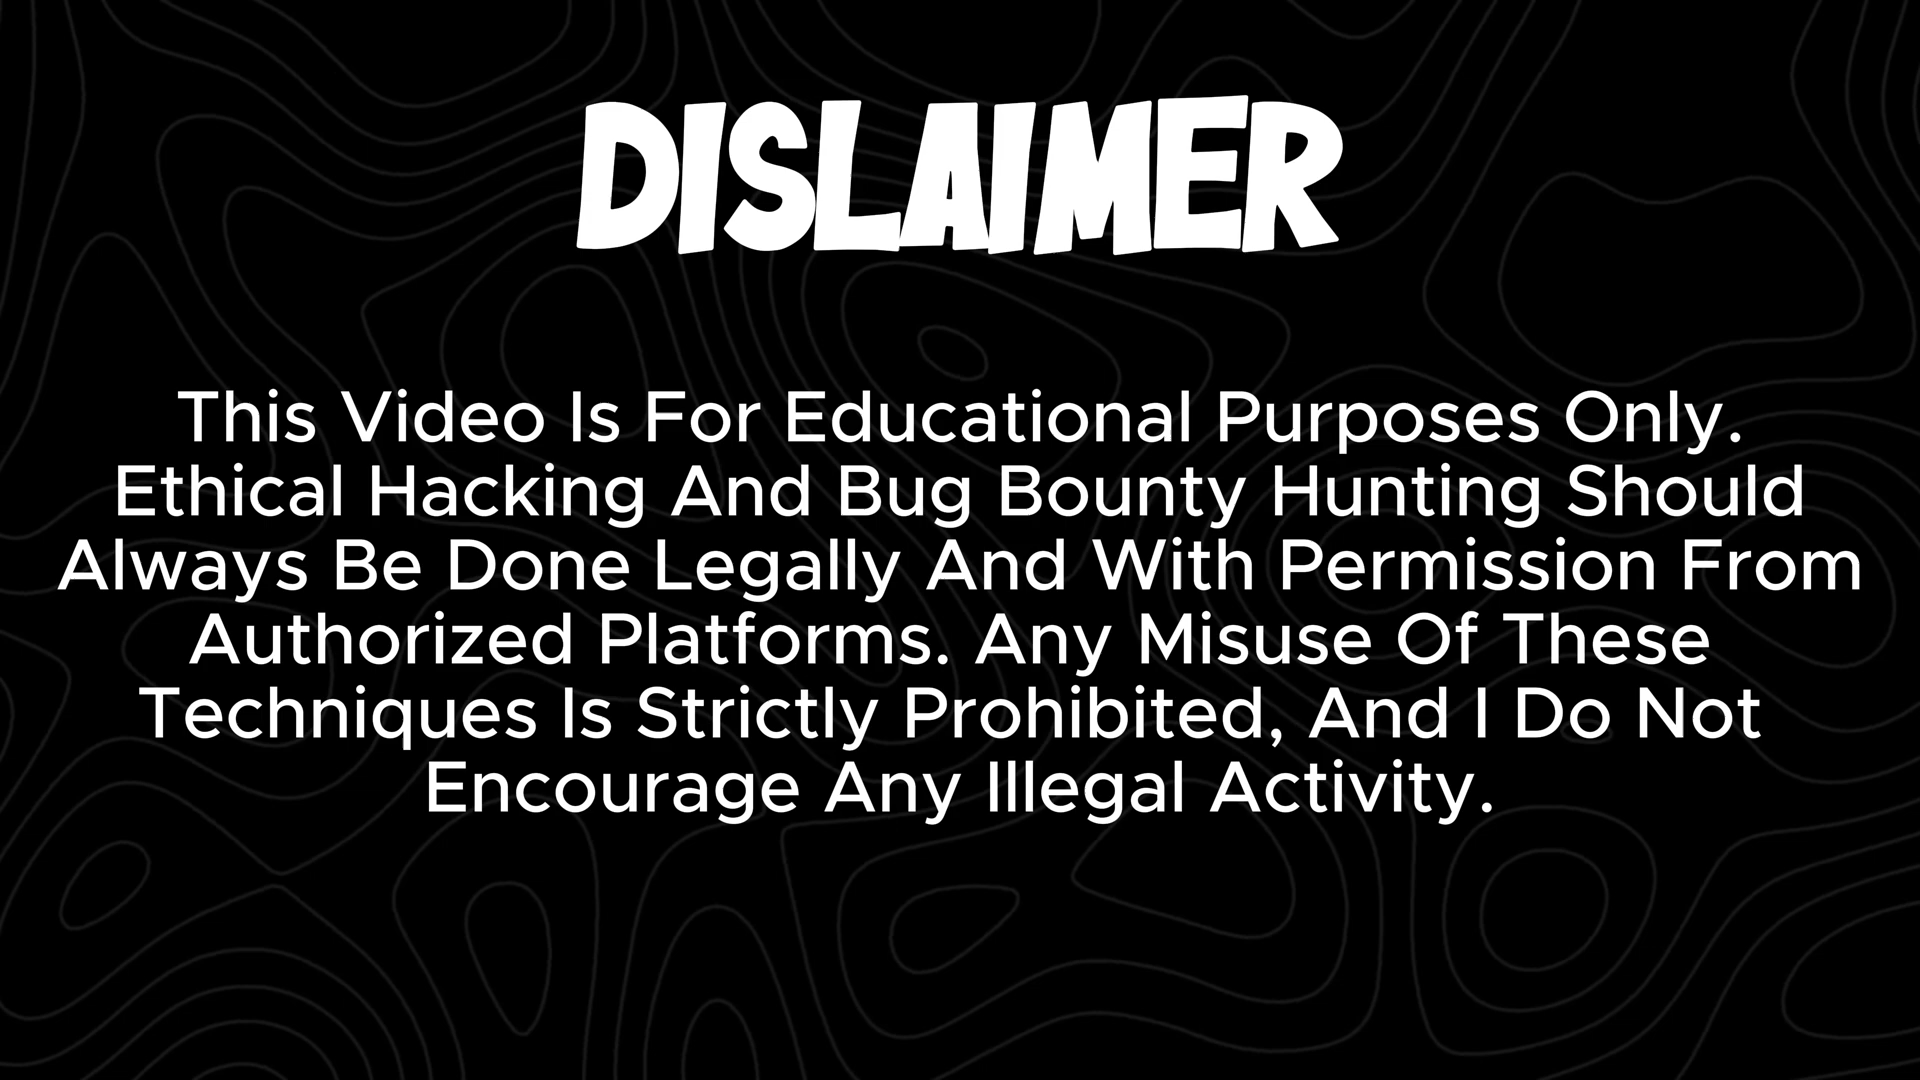 DISLAIMER
This Video Is For Educational Purposes Only.
Ethical Hacking And Bug Bounty Hunting Should
Always Be Done Legally And With Permission From
Authorized Platforms. Any Misuse Of These
Techniques Is Strictly Prohibited, And I Do Not
Encourage Any Illegal Activity.